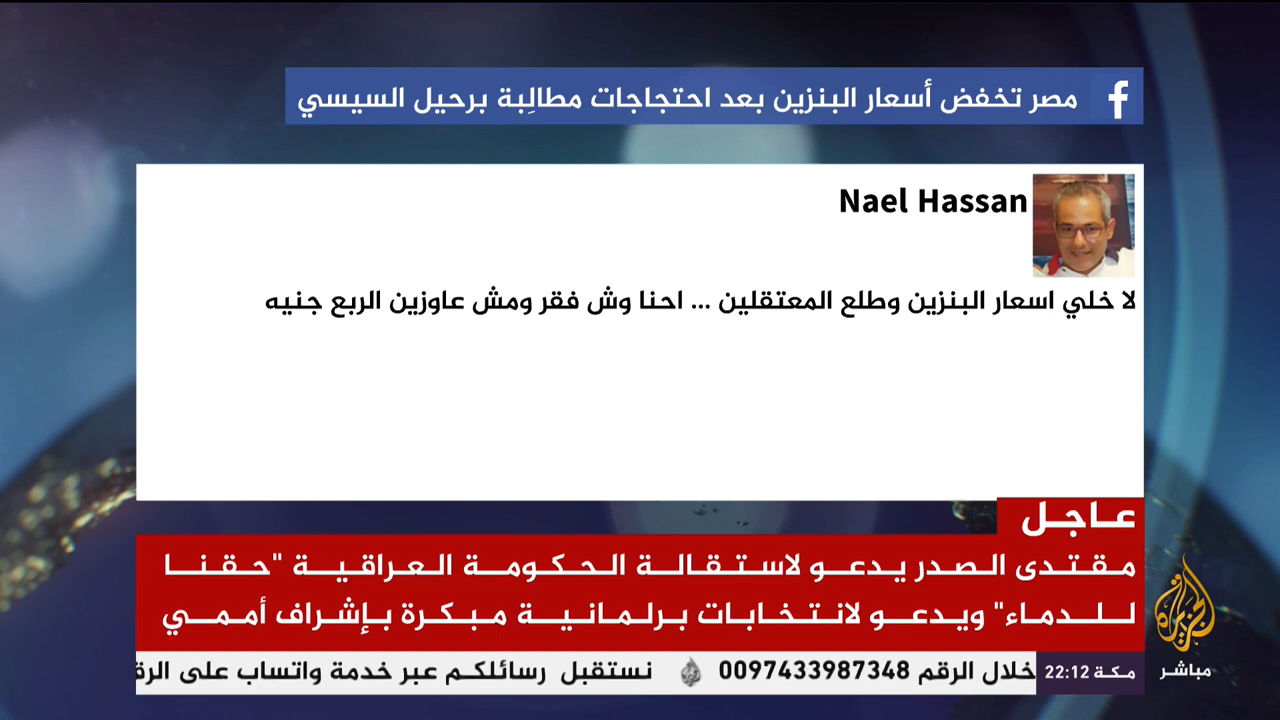 مصر تخفض أسعار البنزين بعد احتجاجات مطالِبة برحيل السيسي
Nael Hassan
لا خلي اسعار البنزين وطلع المعتقلين ... احنا وش فقر ومش عاوزين الربع جنيه
عاجل
مقتدى الصدر يدعو لاستقالة الحكومة العراقية "حقنا
للدماء" ويدعو لانتخابات برلمانية مبكرة بإشراف أممي
مكة 22:12
خلال الرقم 0097433987348 نستقبل رسائلكم عبر خدمة واتساب على
الجزيرة
مباشر